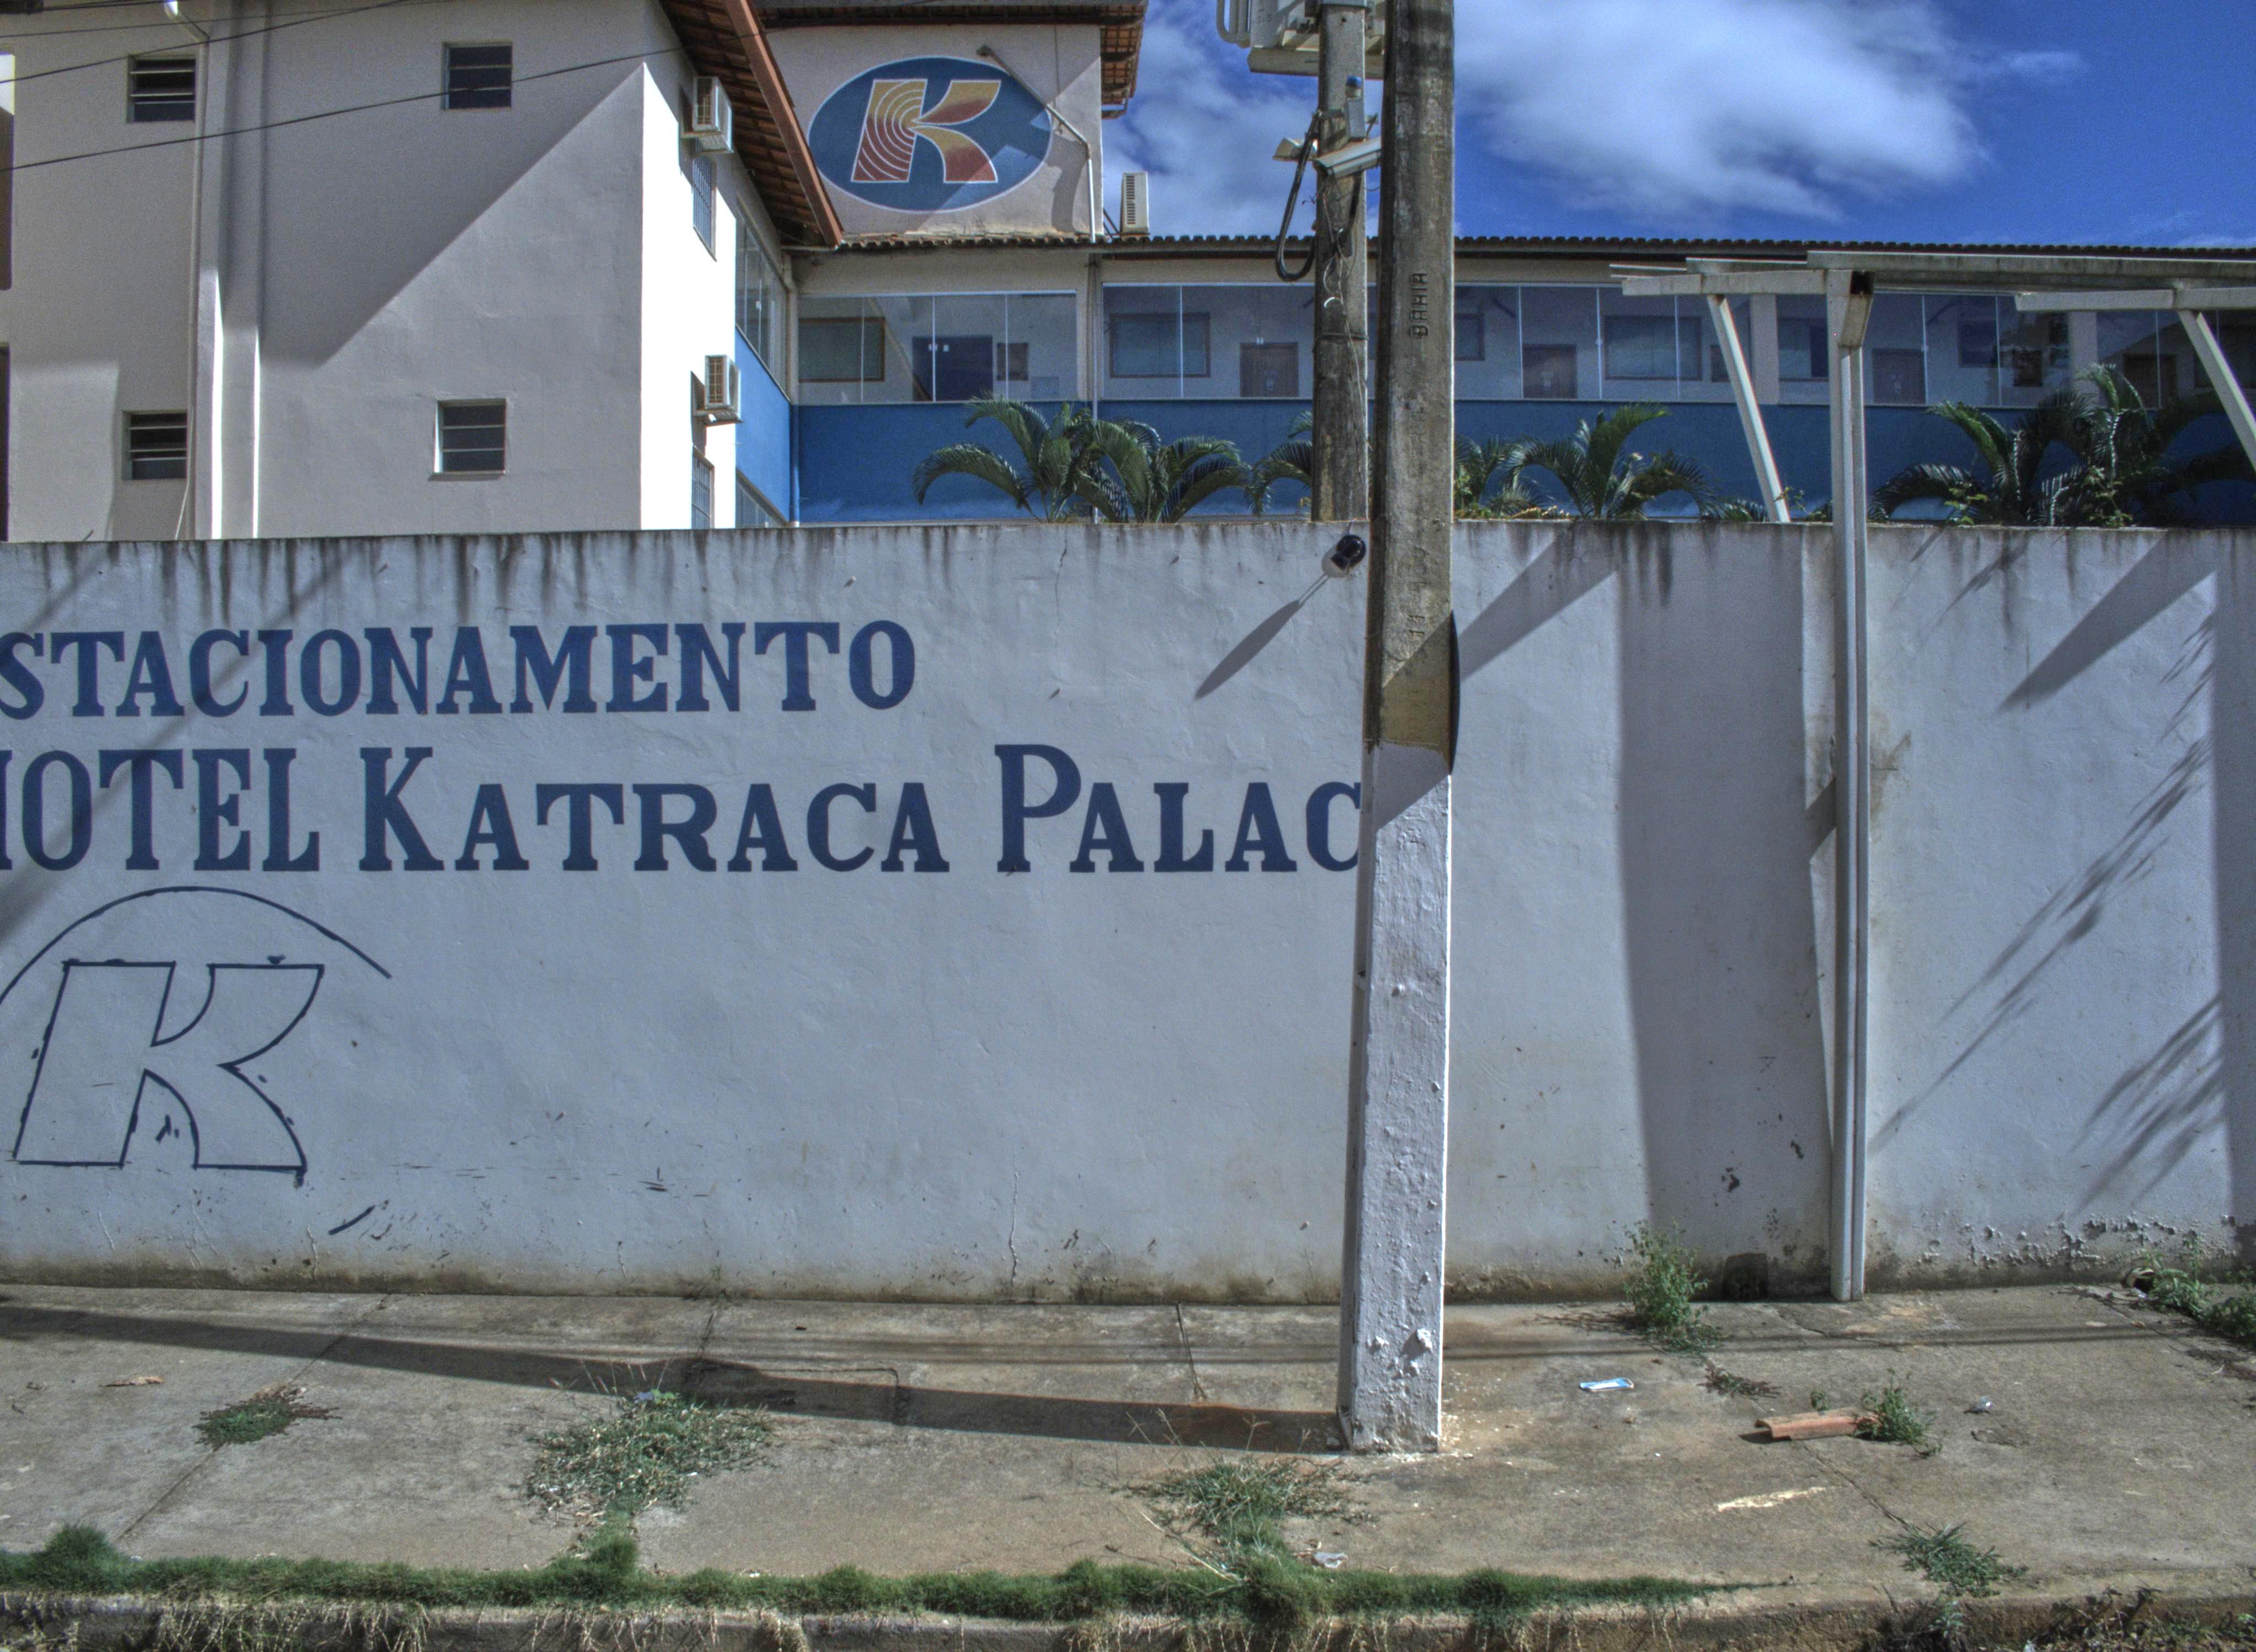 K
BAHIA
STACIONAMENTO
HOTEL KATRACA PALAC
K